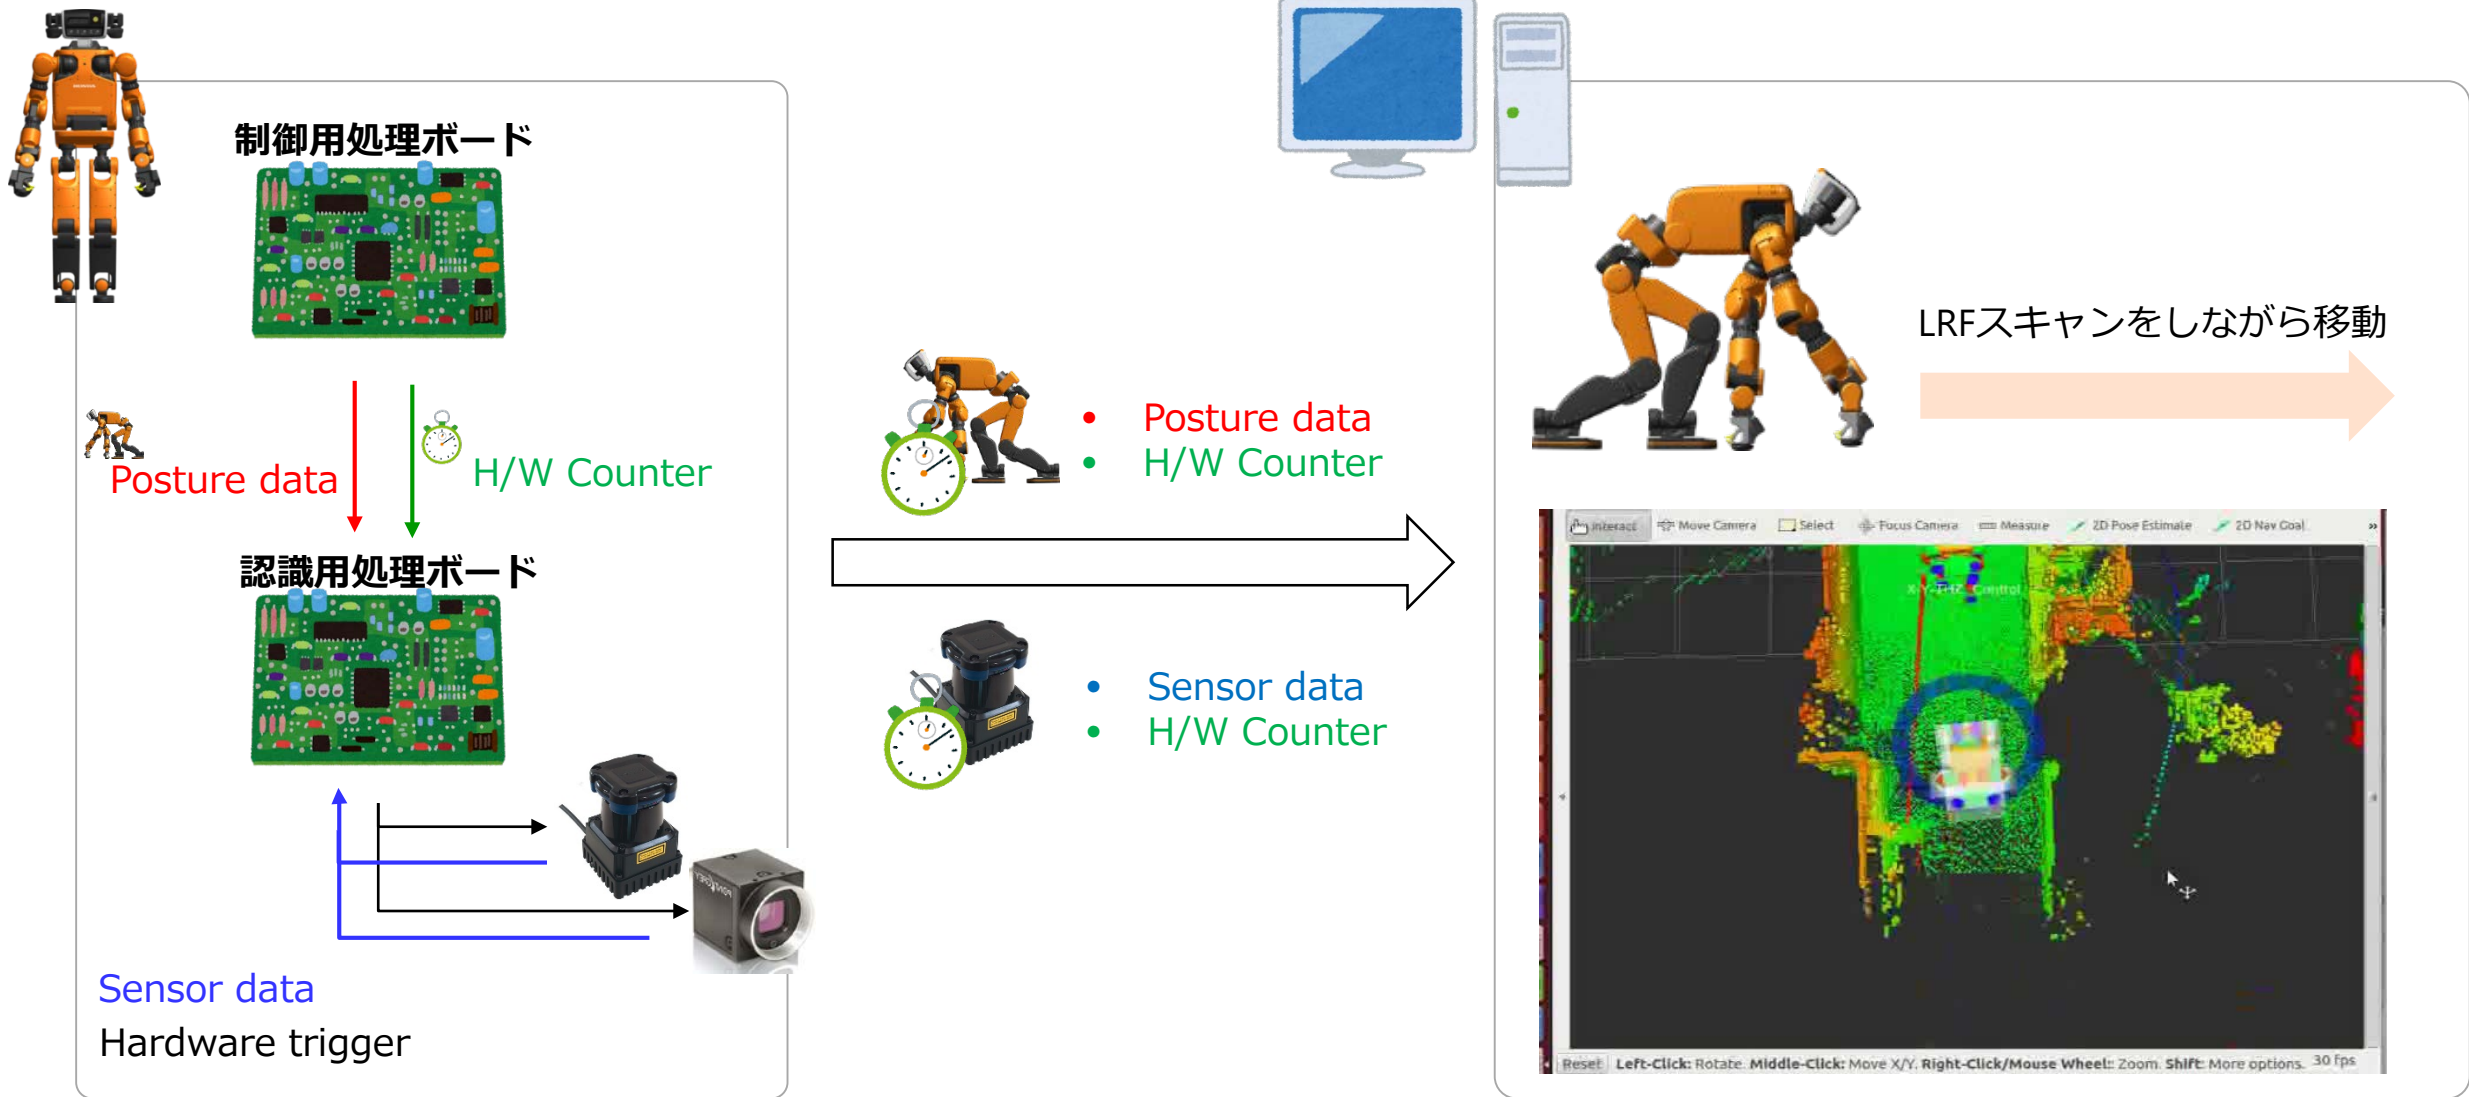 制御用処理ボード
Posture data
H/W Counter
認識用処理ボード
Sensor data
Hardware trigger
• Posture data
• H/W Counter
• Sensor data
• H/W Counter
LRFスキャンをしながら移動
Interact Move Camera Select Focus Camera Measure 2D Pose Estimate 2D Nav Goal »
Reset Left-Click: Rotate. Middle-Click: Move X/Y. Right-Click/Mouse Wheel: Zoom. Shift: More options. 30 fps